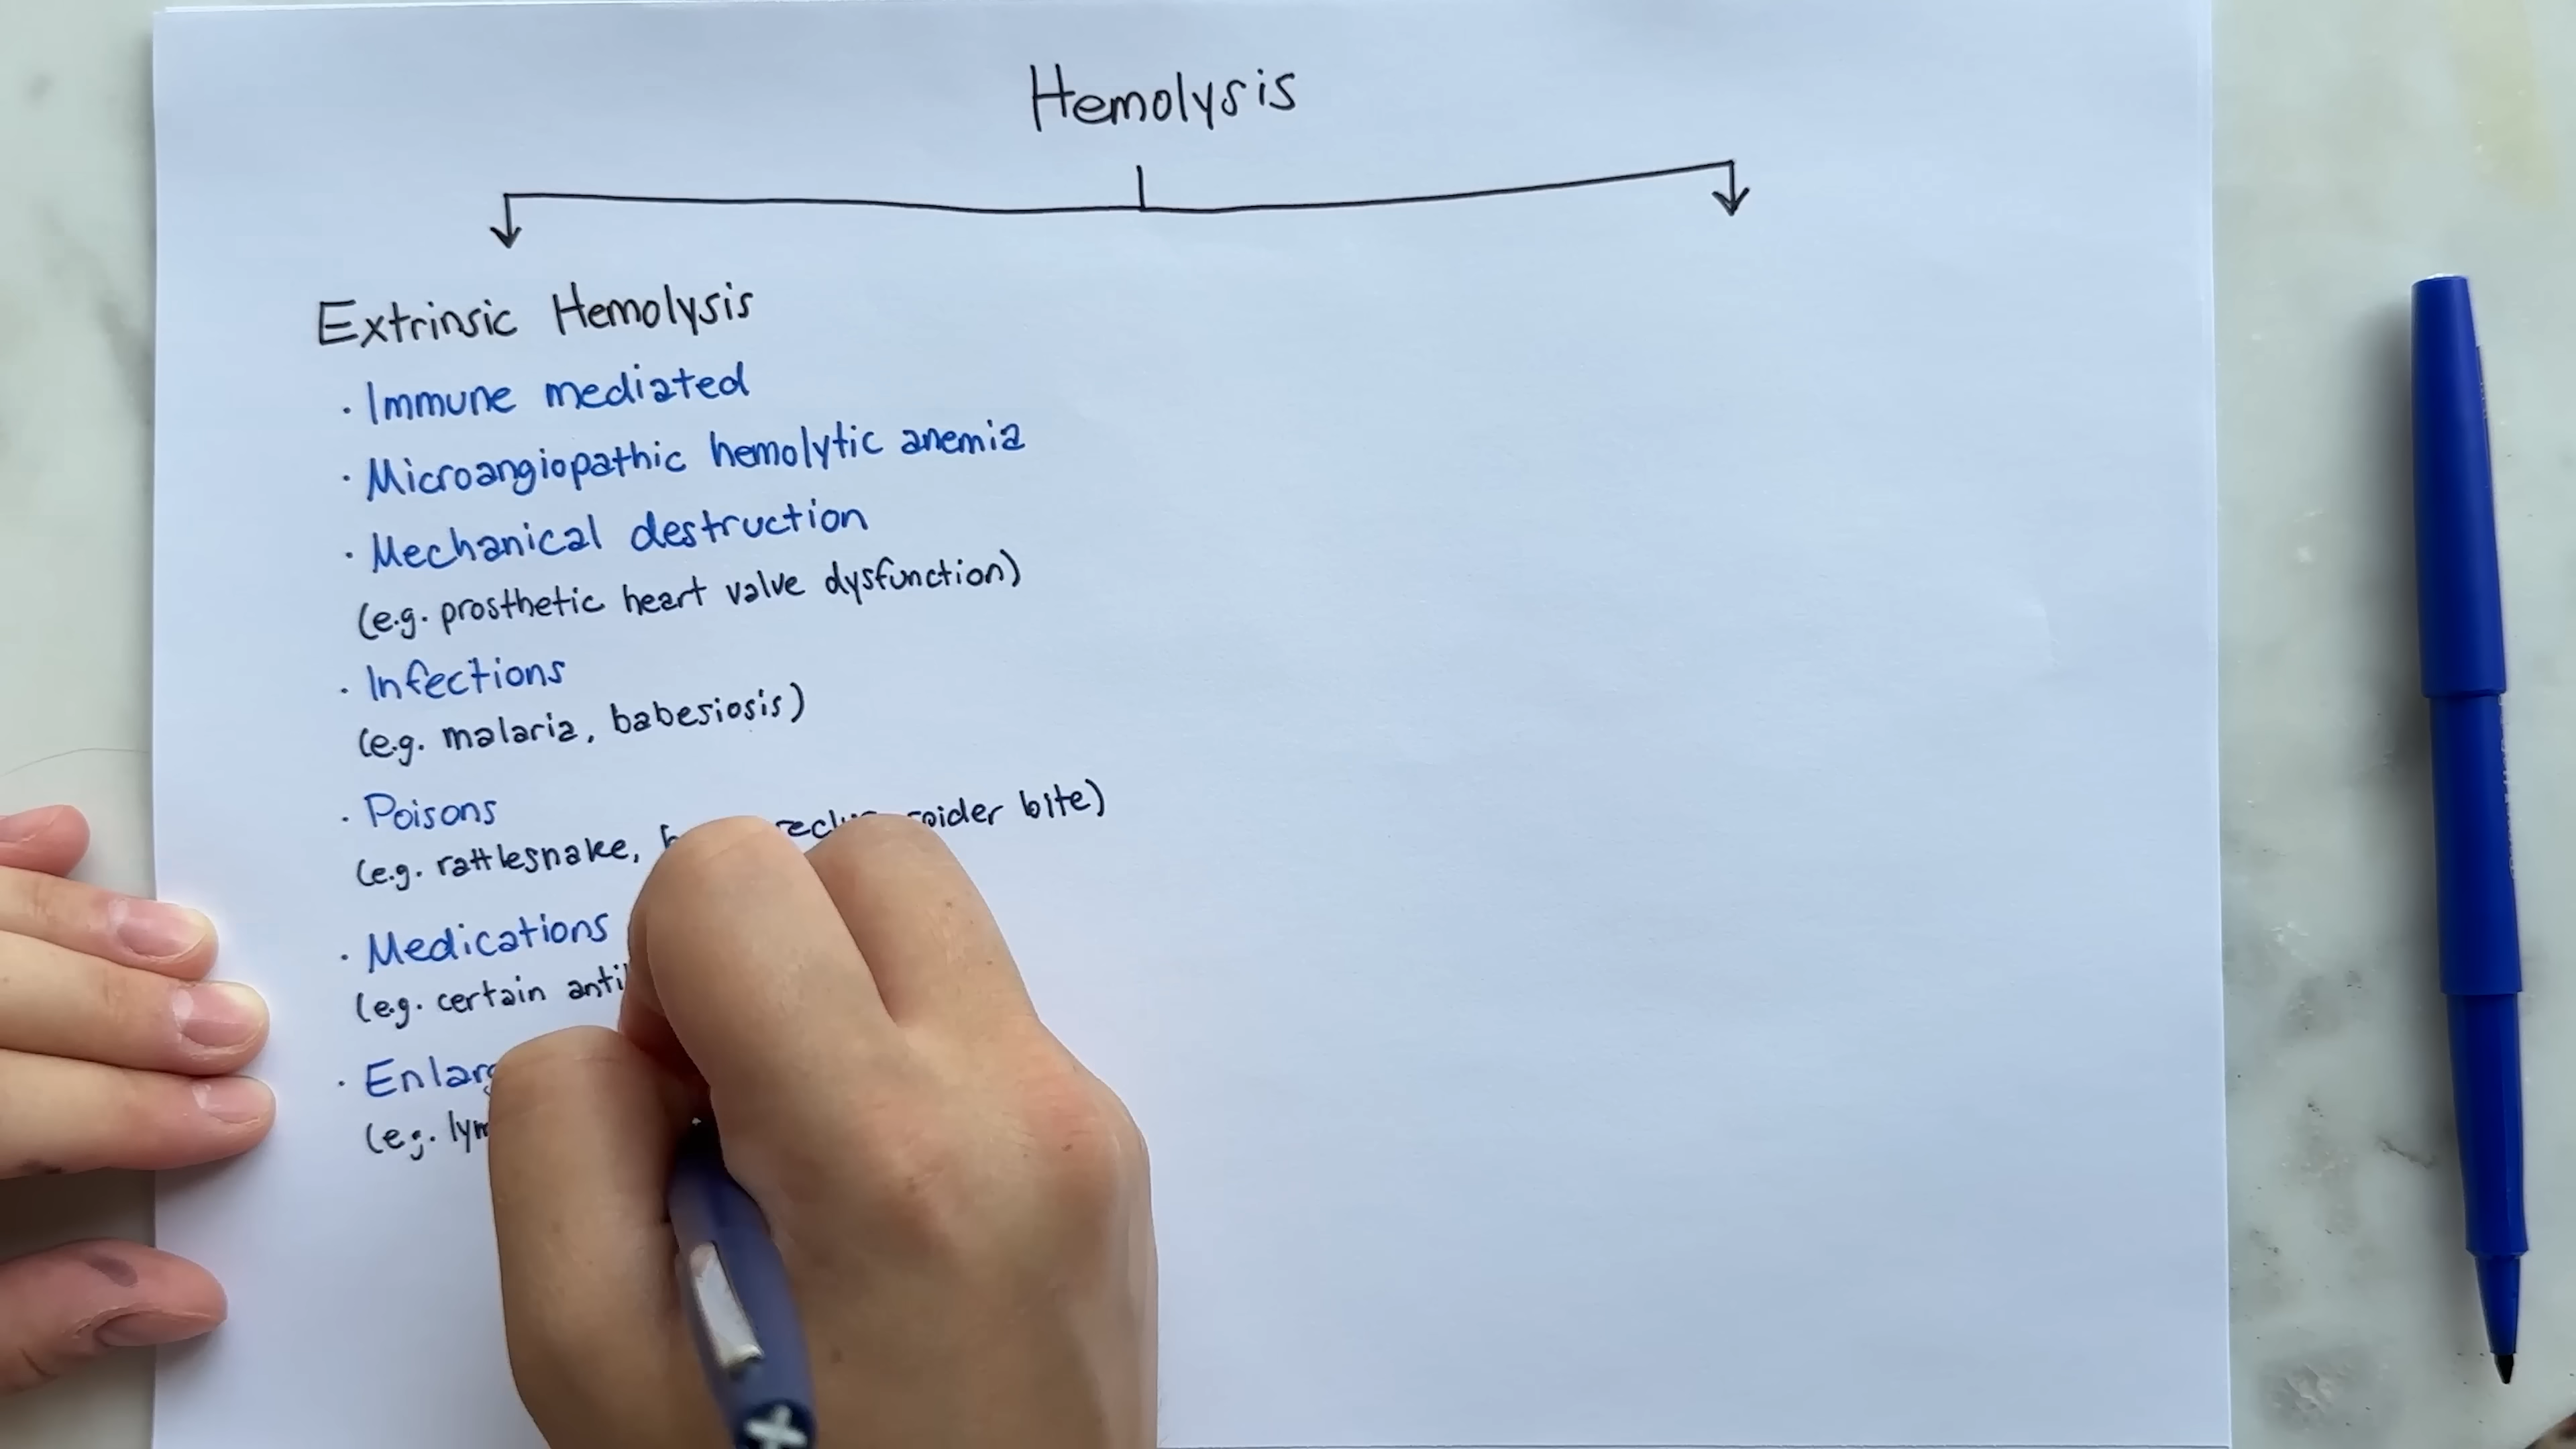 Hemolysis
Extrinsic Hemolysis
· Immune mediated
· Microangiopathic hemolytic anemia
· Mechanical destruction
(e.g. prosthetic heart valve dysfunction)
· Infections
(e.g. malaria, babesiosis)
· Poisons
(e.g. rattlesnake, spider bite)
· Medications
(e.g. certain
(e.g.